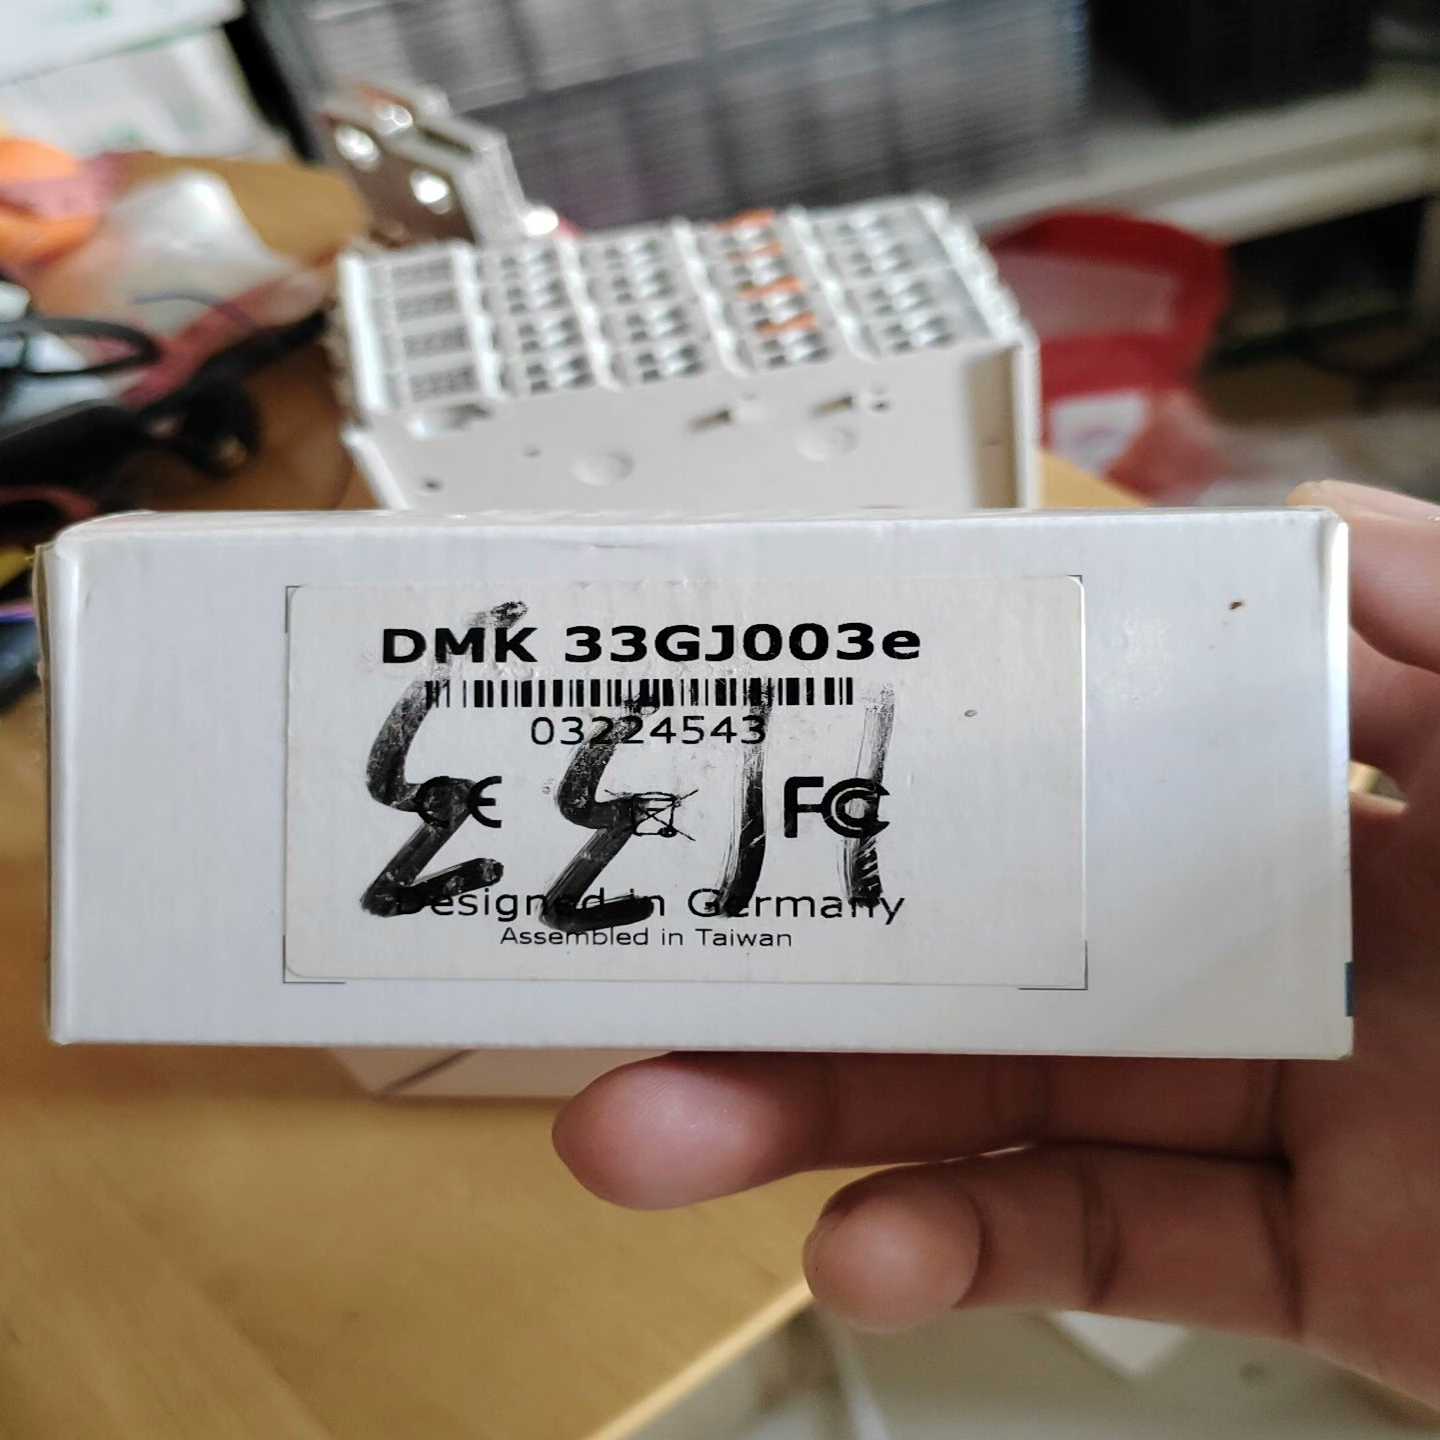 DMK 33GJ003e
03224543
CE FC
Designed in Germany
Assembled in Taiwan